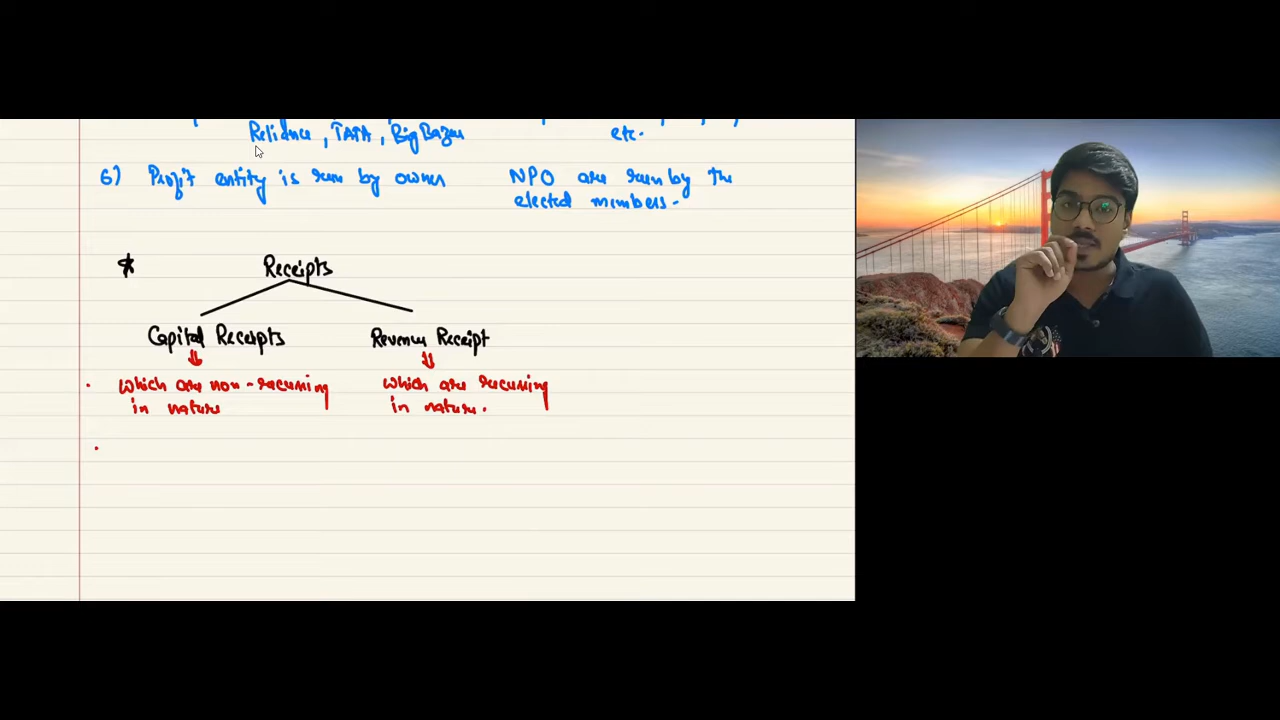 Reliance, TATA, Big Bazar
etc.
6) Profit entity is run by owner
NPO are run by the
elected members.
* Receipts
Capital Receipts
Revenue Receipt
• Which are non-recurring
in nature
which are recurring
in nature.
•